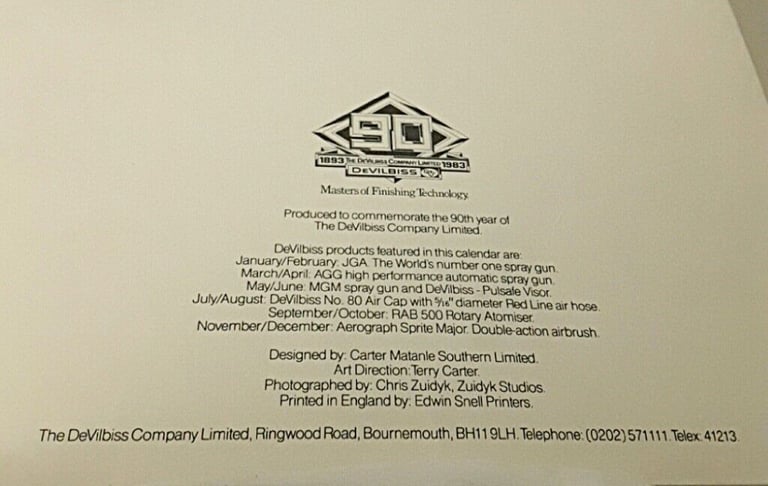 90
1893 THE DEVILBISS COMPANY LIMITED 1983
DEVILBISS
Masters of Finishing Technology.
Produced to commemorate the 90th year of
The DeVilbiss Company Limited.
DeVilbiss products featured in this calendar are:
January/February: JGA. The World's number one spray gun.
March/April: AGG high performance automatic spray gun.
May/June: MGM spray gun and DeVilbiss - Pulsafe Visor.
July/August: DeVilbiss No. 80 Air Cap with 5/16" diameter Red Line air hose.
September/October: RAB 500 Rotary Atomiser.
November/December: Aerograph Sprite Major. Double-action airbrush.
Designed by: Carter Matanle Southern Limited.
Art Direction: Terry Carter.
Photographed by: Chris Zuidyk, Zuidyk Studios.
Printed in England by: Edwin Snell Printers.
The DeVilbiss Company Limited, Ringwood Road, Bournemouth, BH11 9LH. Telephone: (0202) 571111. Telex: 41213.